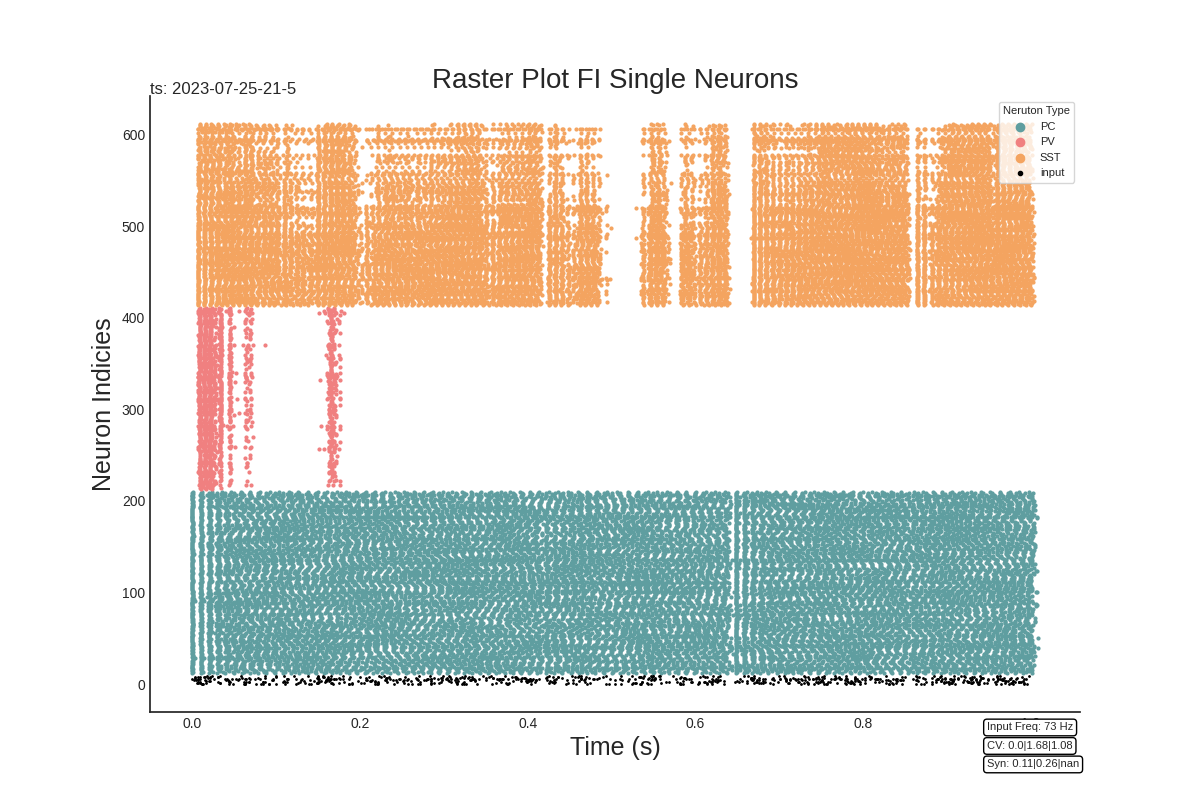 Raster Plot FI Single Neurons
ts: 2023-07-25-21-5
Neruton Type
PC
PV
SST
input
600
500
400
300
200
100
0
Neuron Indicies
0.0 0.2 0.4 0.6 0.8
Time (s)
Input Freq: 73 Hz
CV: 0.0|1.68|1.08
Syn: 0.11|0.26|nan